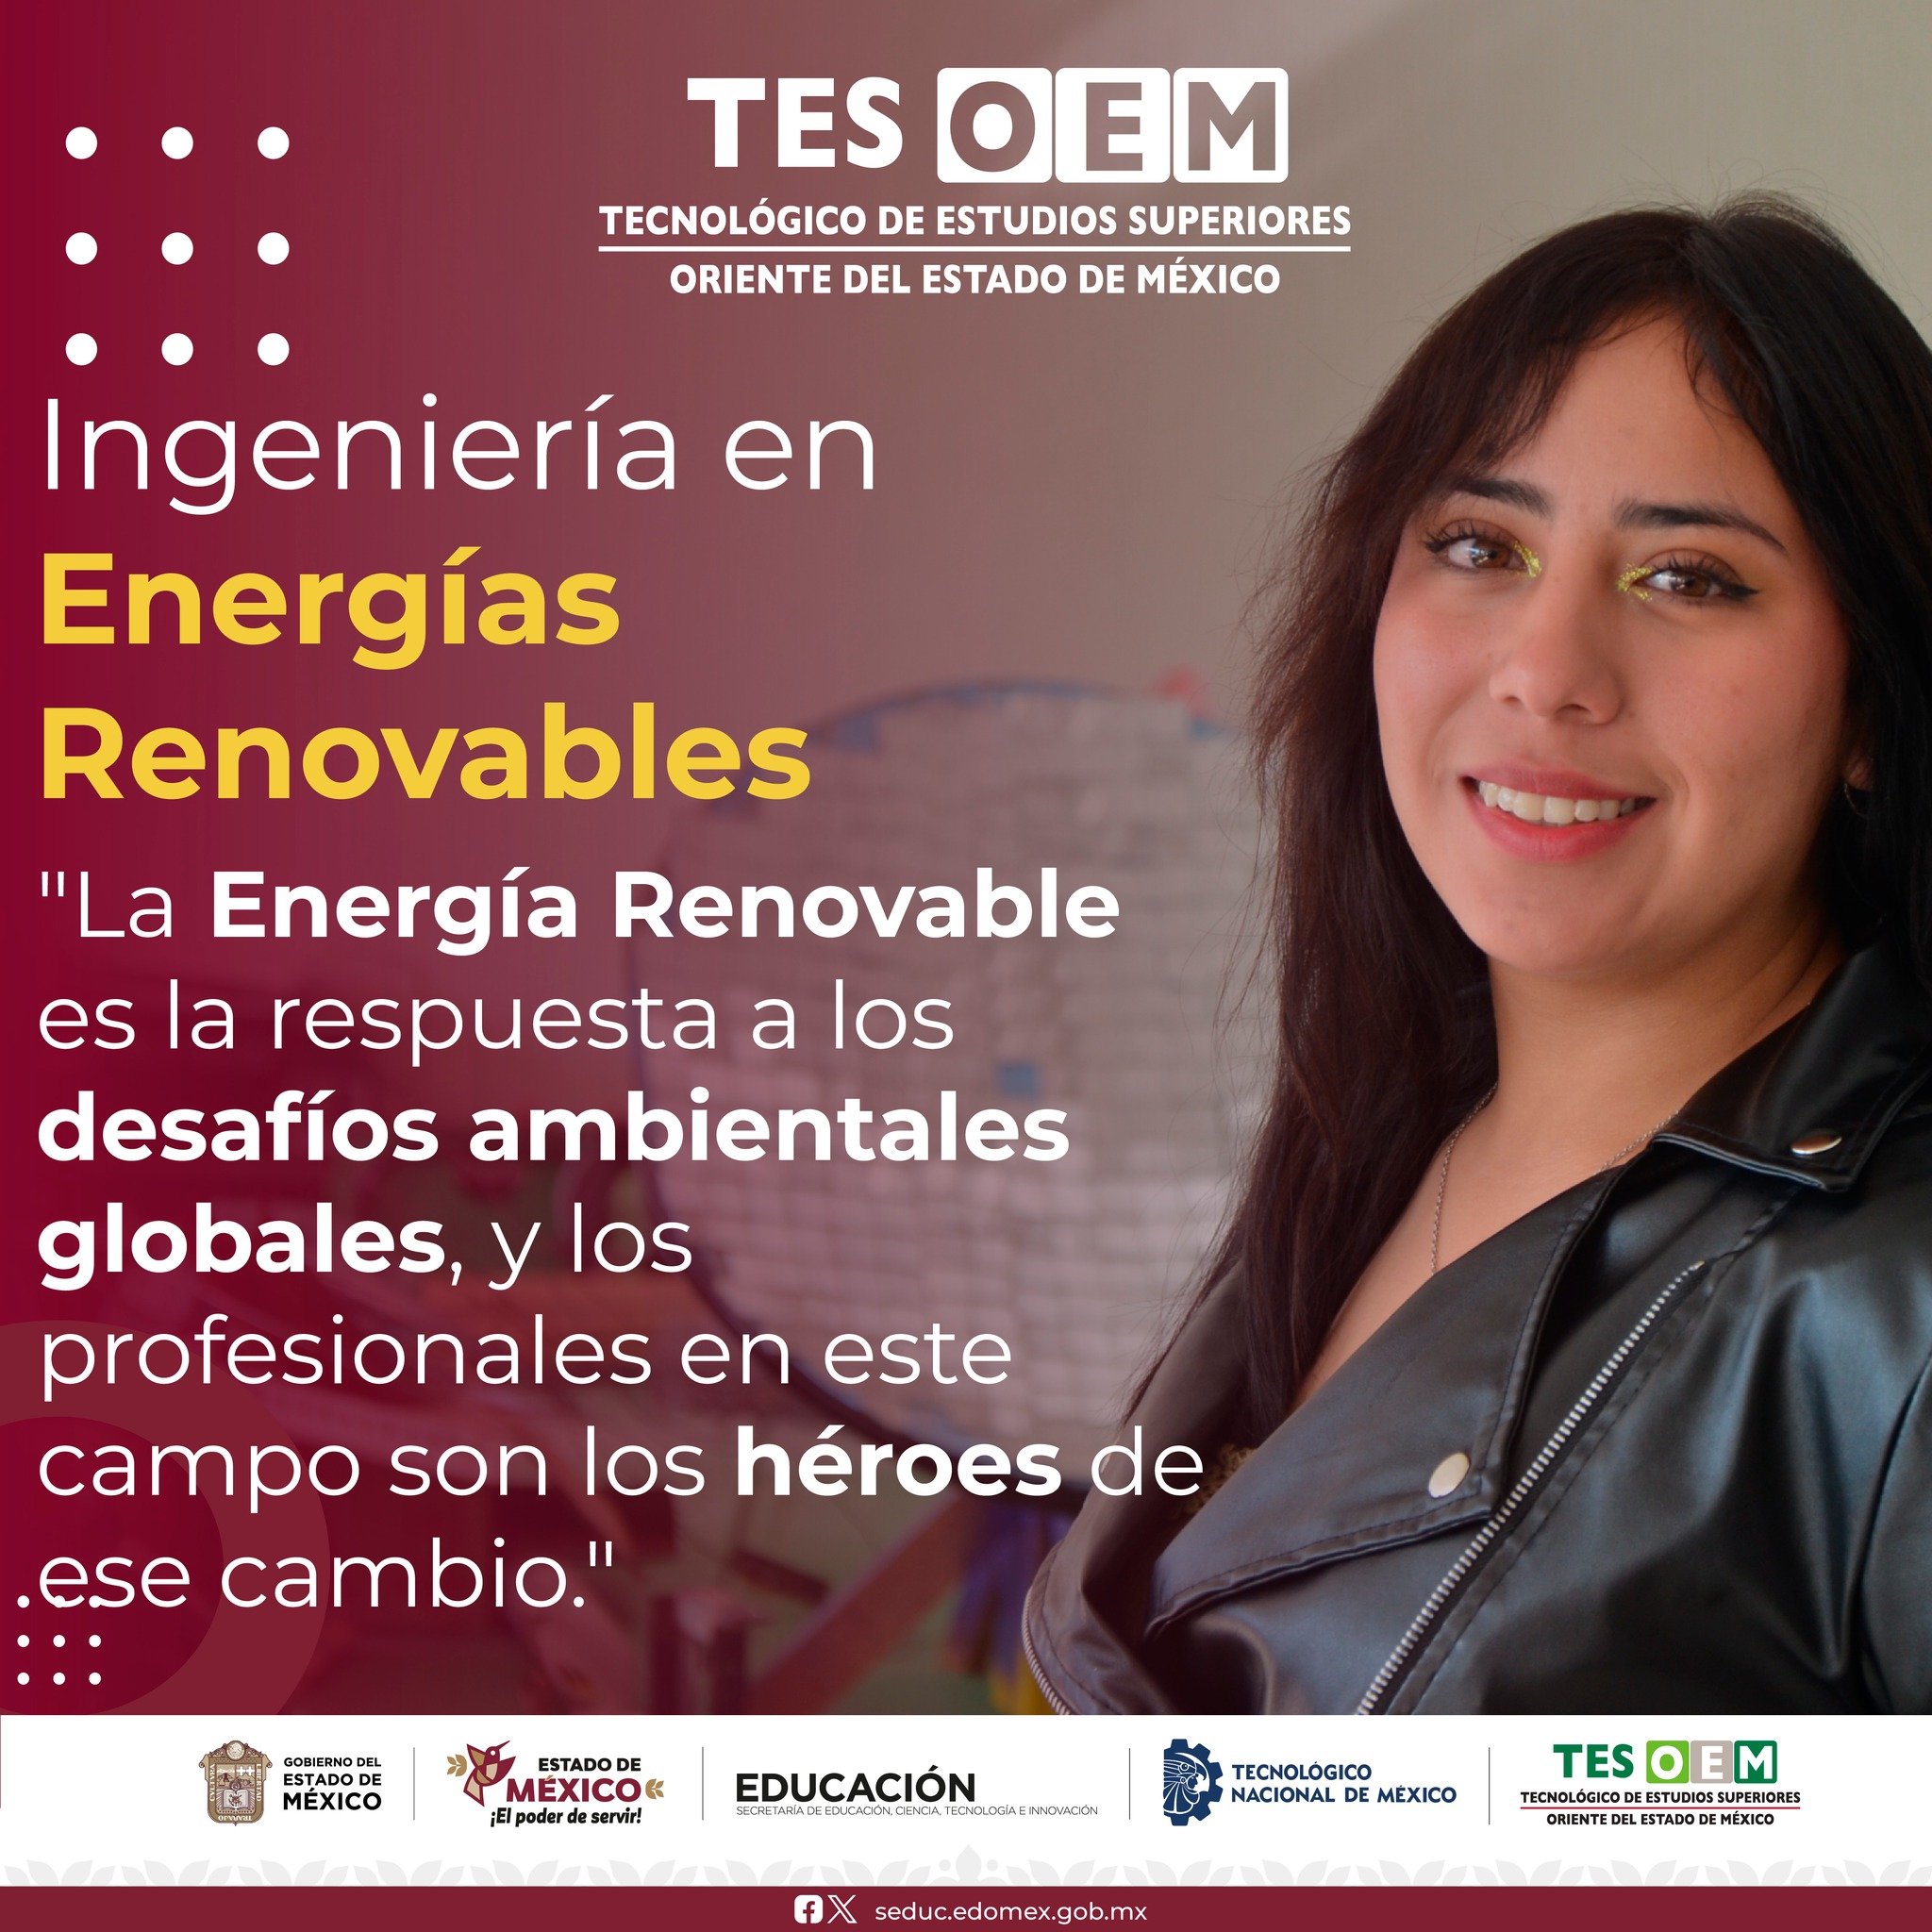 TES OEM
TECNOLÓGICO DE ESTUDIOS SUPERIORES
ORIENTE DEL ESTADO DE MÉXICO
Ingeniería en
Energías
Renovables
"La Energía Renovable
es la respuesta a los
desafíos ambientales
globales, y los
profesionales en este
campo son los héroes de
ese cambio."
GOBIERNO DEL
ESTADO DE
MÉXICO
ESTADO DE
MÉXICO
¡El poder de servir!
EDUCACIÓN
SECRETARÍA DE EDUCACIÓN, CIENCIA, TECNOLOGÍA E INNOVACIÓN
TECNOLÓGICO
NACIONAL DE MÉXICO
TES OEM
TECNOLÓGICO DE ESTUDIOS SUPERIORES
ORIENTE DEL ESTADO DE MÉXICO
seduc.edomex.gob.mx